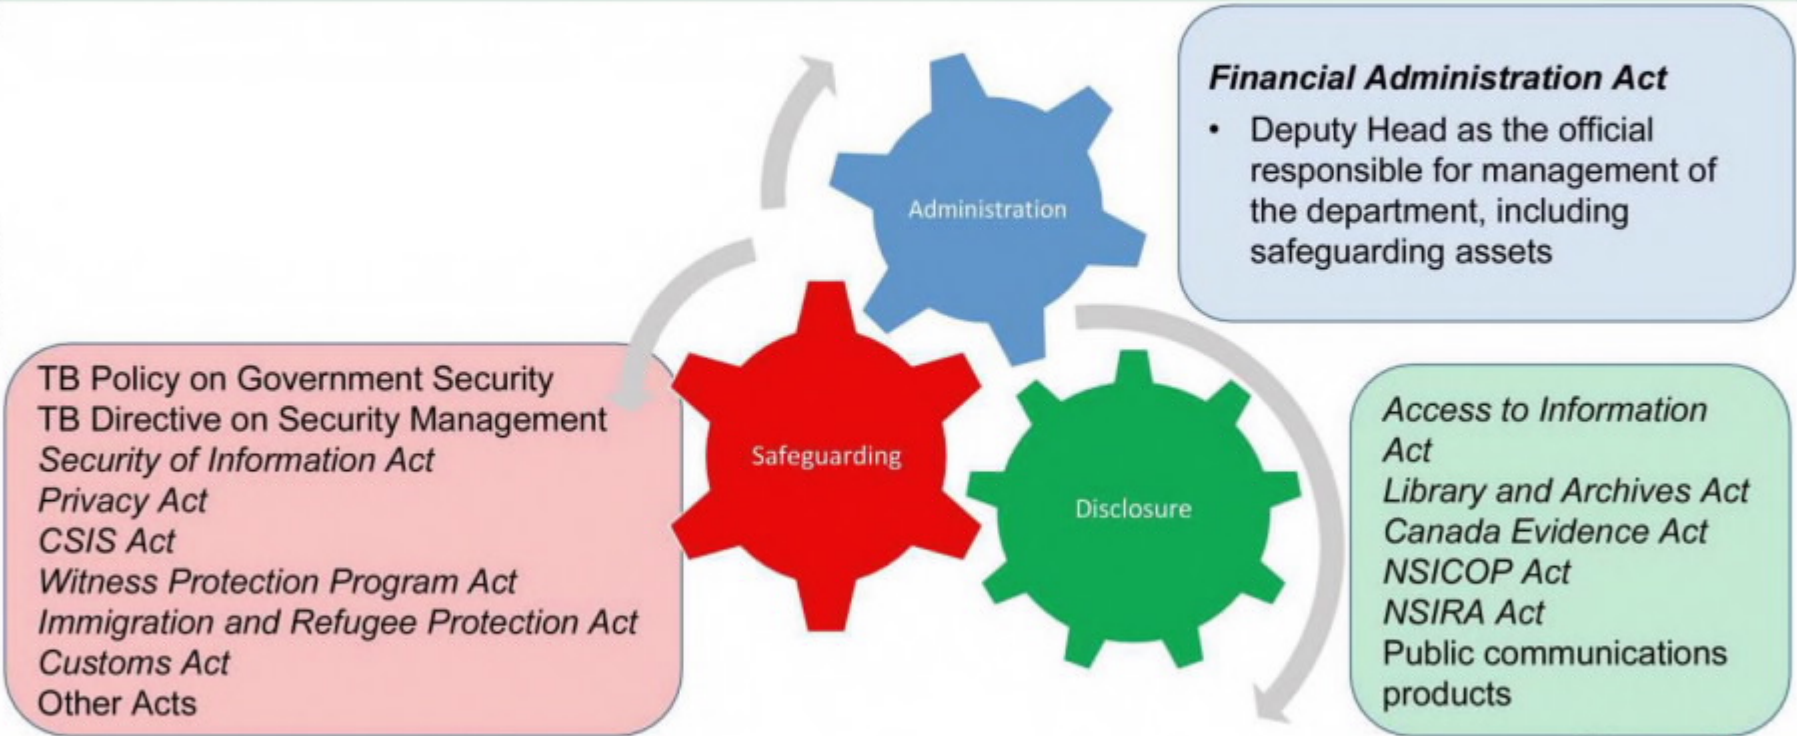 Financial Administration Act
• Deputy Head as the official
responsible for management of
the department, including
safeguarding assets
Administration
TB Policy on Government Security
TB Directive on Security Management
Security of Information Act
Privacy Act
CSIS Act
Witness Protection Program Act
Immigration and Refugee Protection Act
Customs Act
Other Acts
Safeguarding
Disclosure
Access to Information
Act
Library and Archives Act
Canada Evidence Act
NSICOP Act
NSIRA Act
Public communications
products